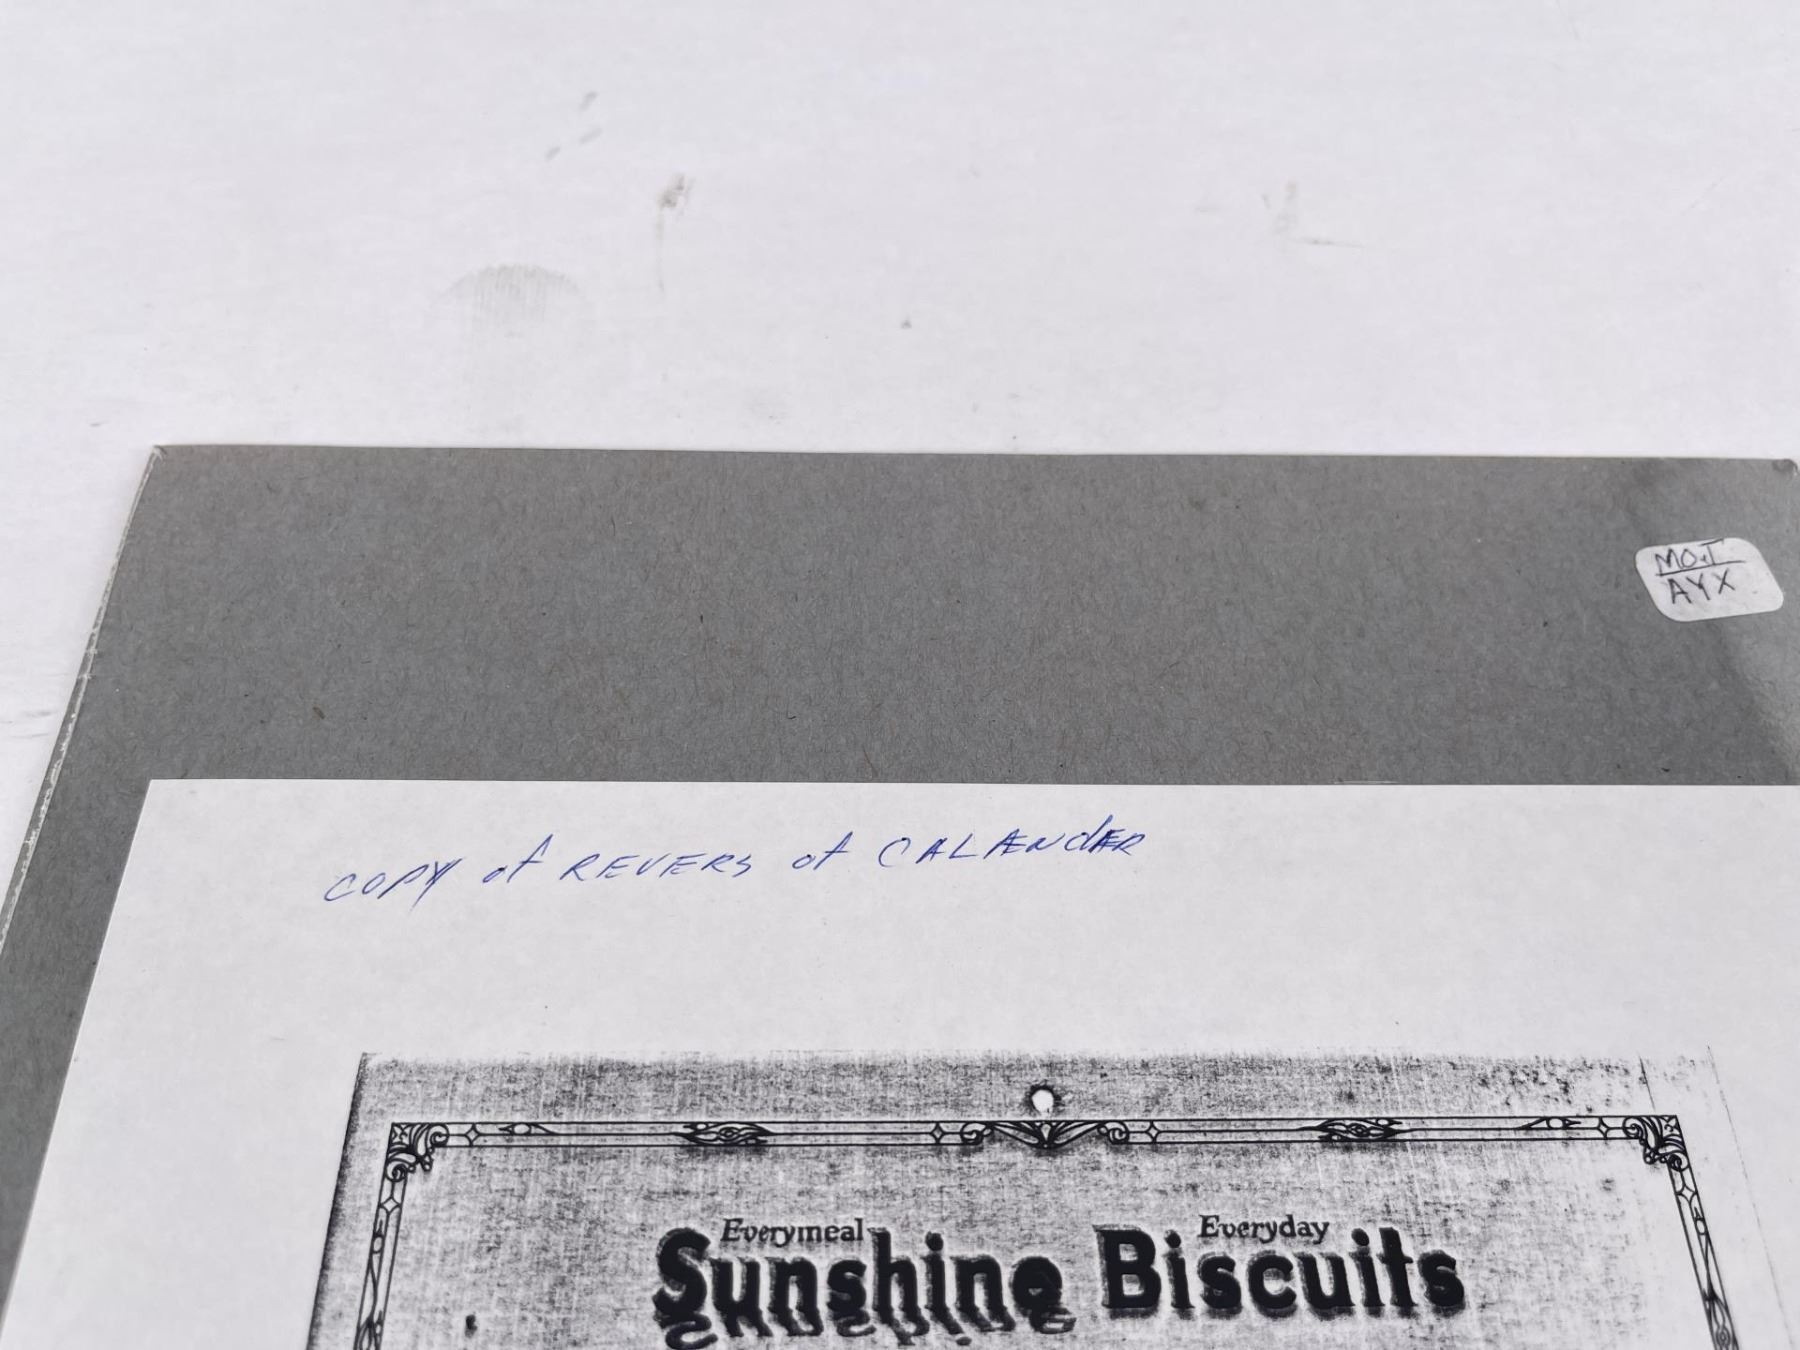 MO.I
AYX
COPY of REVERS of CALANDER
Everymeal Everyday
Sunshine Biscuits